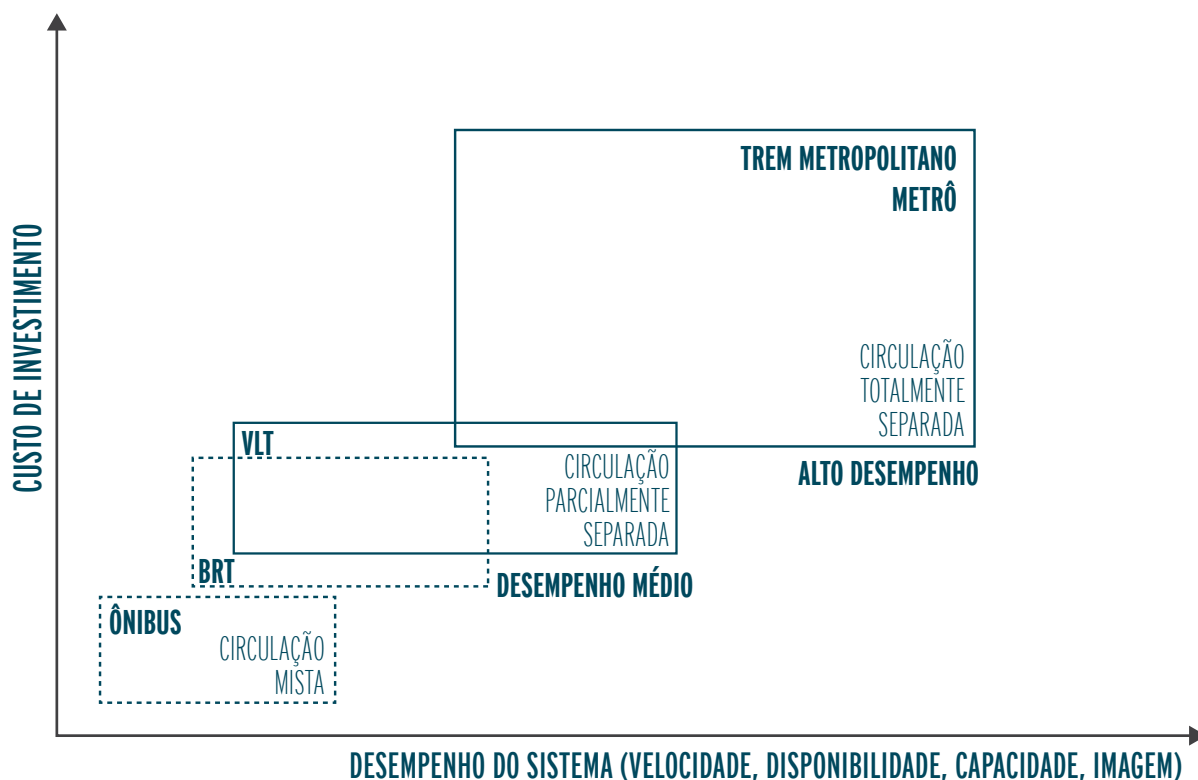 TREM METROPOLITANO
METRÔ
CIRCULAÇÃO
TOTALMENTE
SEPARADA
ALTO DESEMPENHO
CUSTO DE INVESTIMENTO
VLT
CIRCULAÇÃO
PARCIALMENTE
SEPARADA
BRT
DESEMPENHO MÉDIO
ÔNIBUS
CIRCULAÇÃO
MISTA
DESEMPENHO DO SISTEMA (VELOCIDADE, DISPONIBILIDADE, CAPACIDADE, IMAGEM)